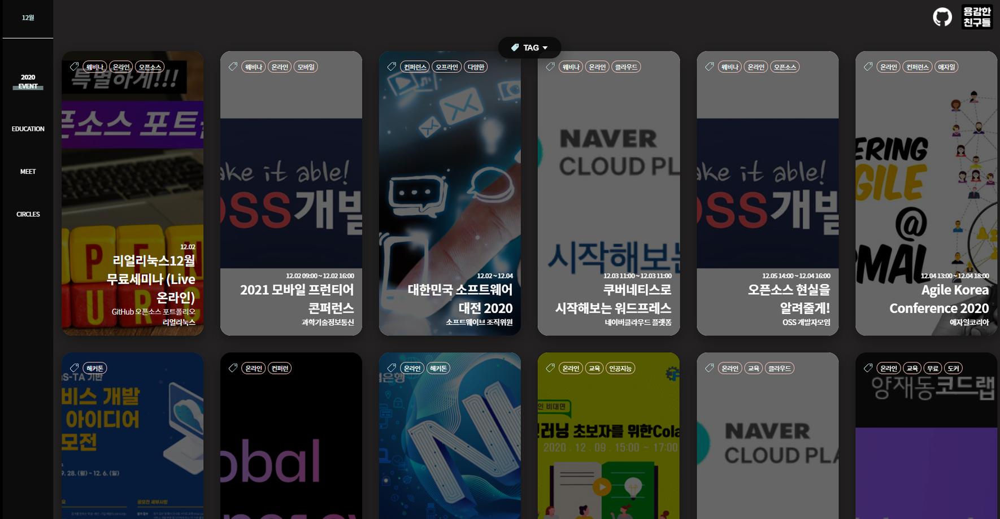 12월
용감한
친구들
TAG
2020
EVENT
EDUCATION
MEET
CIRCLES
웨비나 온라인 오픈소스
특별하게!!!
픈소스 포트
12.02
리얼리눅스12월
무료세미나 (Live
온라인)
GitHub 오픈소스 포트폴리오
리얼리눅스
웨비나 온라인 모바일
ake it able!
OSS개발
12.02 09:00 ~ 12.02 16:00
2021 모바일 프런티어
콘퍼런스
과학기술정보통신
컨퍼런스 오프라인 다양한
12.02 ~ 12.04
대한민국 소프트웨어
대전 2020
소프트웨이브 조직위원
웨비나 온라인 클라우드
NAVER
CLOUD PL
시작해보는
12.03 11:00 ~ 12.03 11:00
쿠버네티스로
시작해보는 워드프레스
네이버클라우드 플랫폼
웨비나 온라인 오픈소스
ake it able!
OSS개발
12.05 14:00 ~ 12.04 16:00
오픈소스 현실을
알려줄게!
OSS 개발자모임
온라인 컨퍼런스 애자일
ERING
GILE
@
RMAL
12.04 13:00 ~ 12.04 18:00
Agile Korea
Conference 2020
애자일코리아
해커톤
S-TA 기반
비스 개발
아이디어
모전
9. 28. (월) ~ 12. 6. (일)
공모전 세부사항
온라인 컨퍼런
obal
온라인 해커톤
은행
N
온라인 교육 인공지능
인 비대면
러닝 초보자를 위한Cola
2020 . 12 . 09 . 15:00 ~ 17:00
온라인 교육 클라우드
NAVER
CLOUD PLA
온라인 교육 무료 도커
양재동코드랩